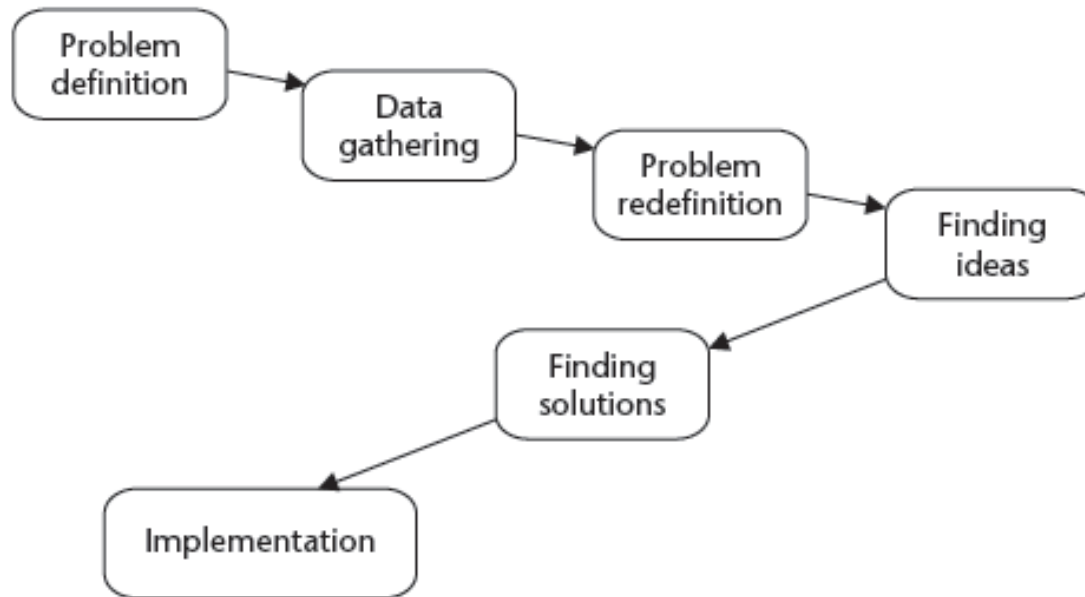 Problem
definition
Data
gathering
Problem
redefinition
Finding
ideas
Finding
solutions
Implementation